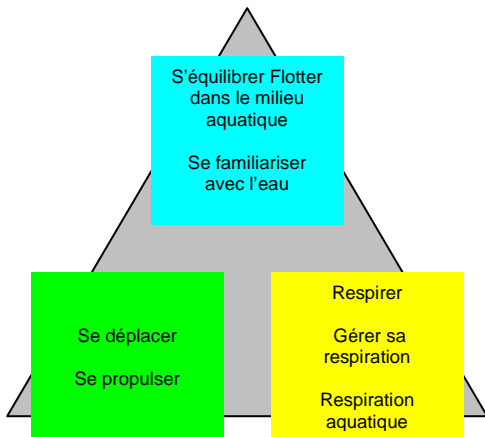 S'équilibrer Flotter
dans le milieu
aquatique
Se familiariser
avec l'eau
Se déplacer
Se propulser
Respirer
Gérer sa
respiration
Respiration
aquatique